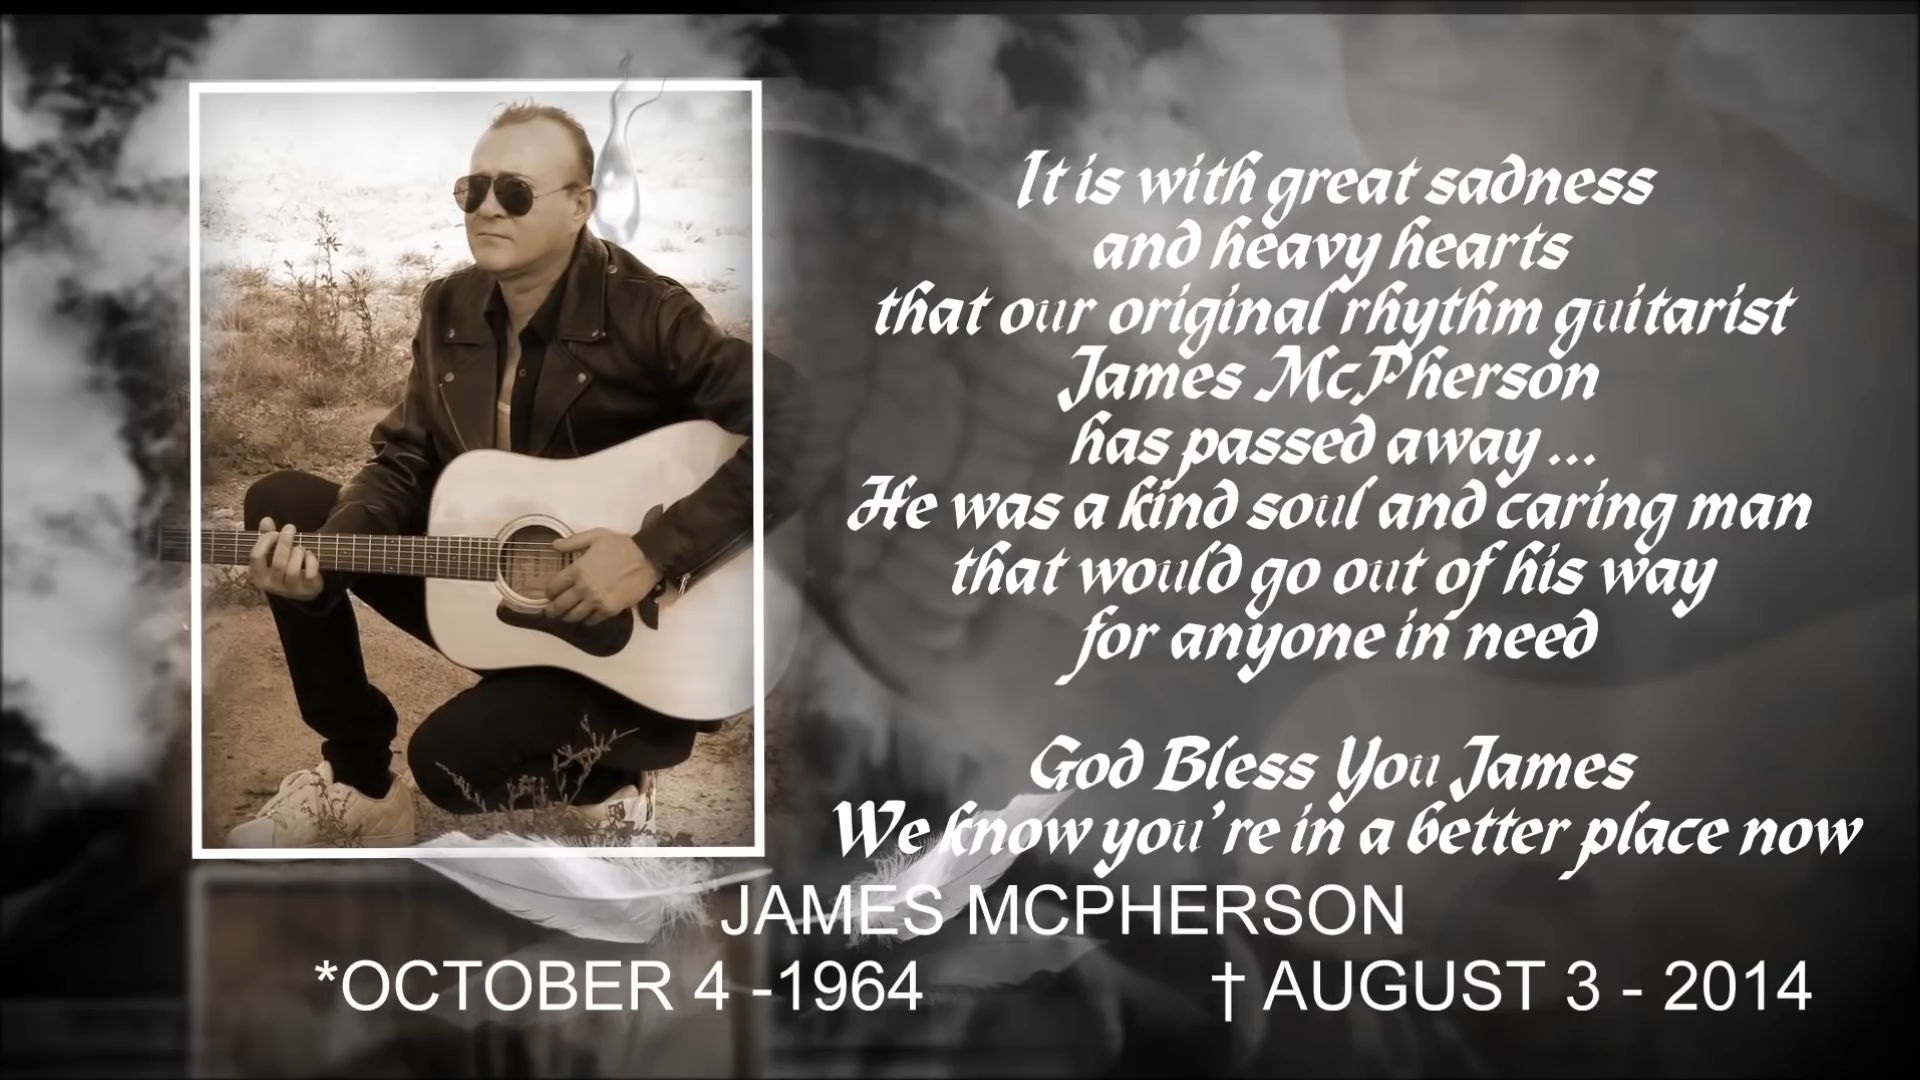 It is with great sadness
and heavy hearts
that our original rhythm guitarist
James McPherson
has passed away ...
He was a kind soul and caring man
that would go out of his way
for anyone in need
God Bless You James
We know you're in a better place now
JAMES MCPHERSON
*OCTOBER 4 -1964 † AUGUST 3 - 2014